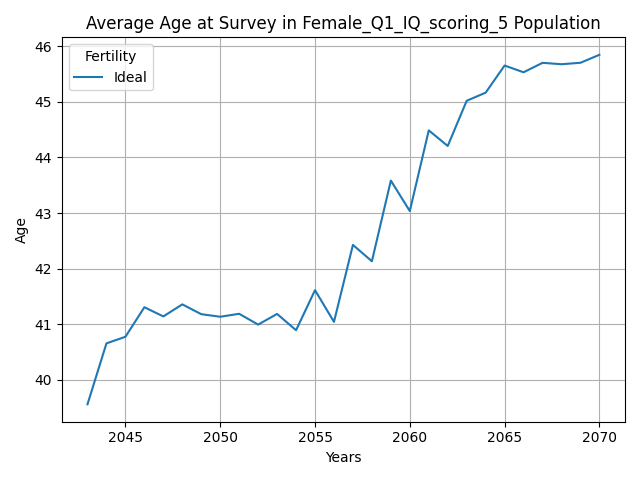 Average Age at Survey in Female_Q1_IQ_scoring_5 Population
Fertility
Ideal
46
45
44
43
42
41
40
Age
2045 2050 2055 2060 2065 2070
Years